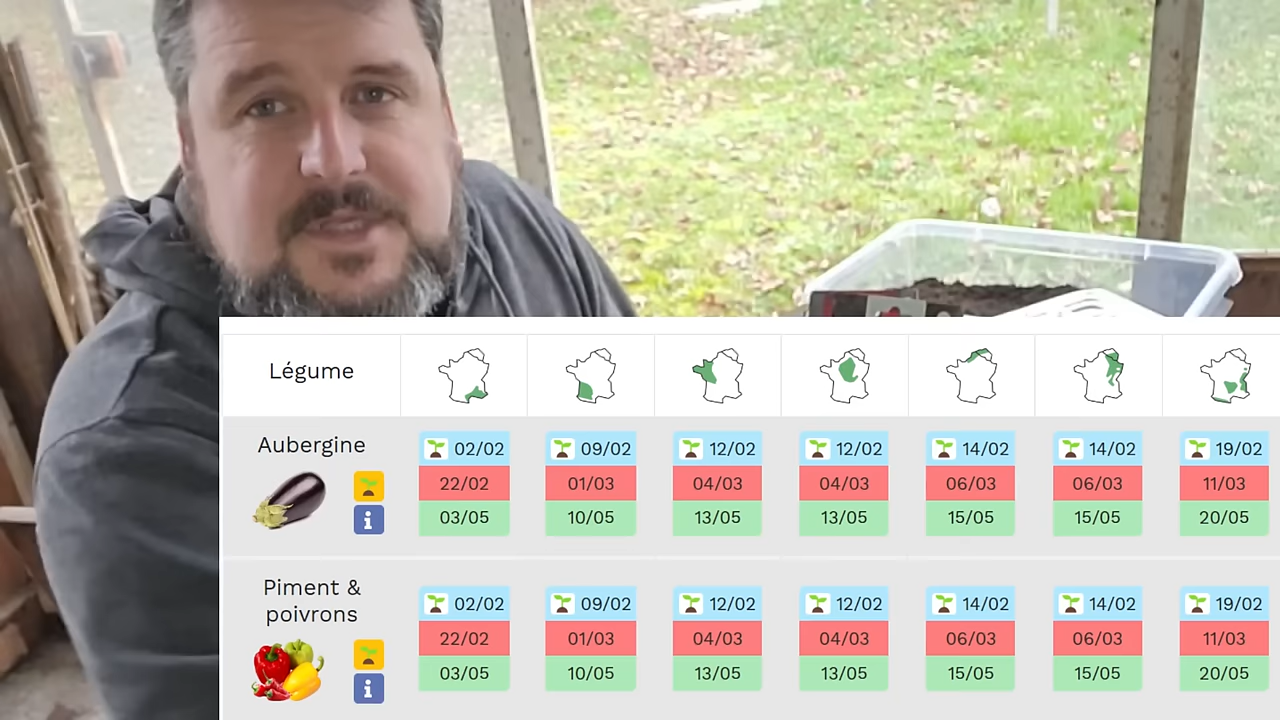 Légume
Aubergine
02/02 09/02 12/02 12/02 14/02 14/02 19/02
22/02 01/03 04/03 04/03 06/03 06/03 11/03
03/05 10/05 13/05 13/05 15/05 15/05 20/05
i
Piment &
poivrons
02/02 09/02 12/02 12/02 14/02 14/02 19/02
22/02 01/03 04/03 04/03 06/03 06/03 11/03
03/05 10/05 13/05 13/05 15/05 15/05 20/05
i